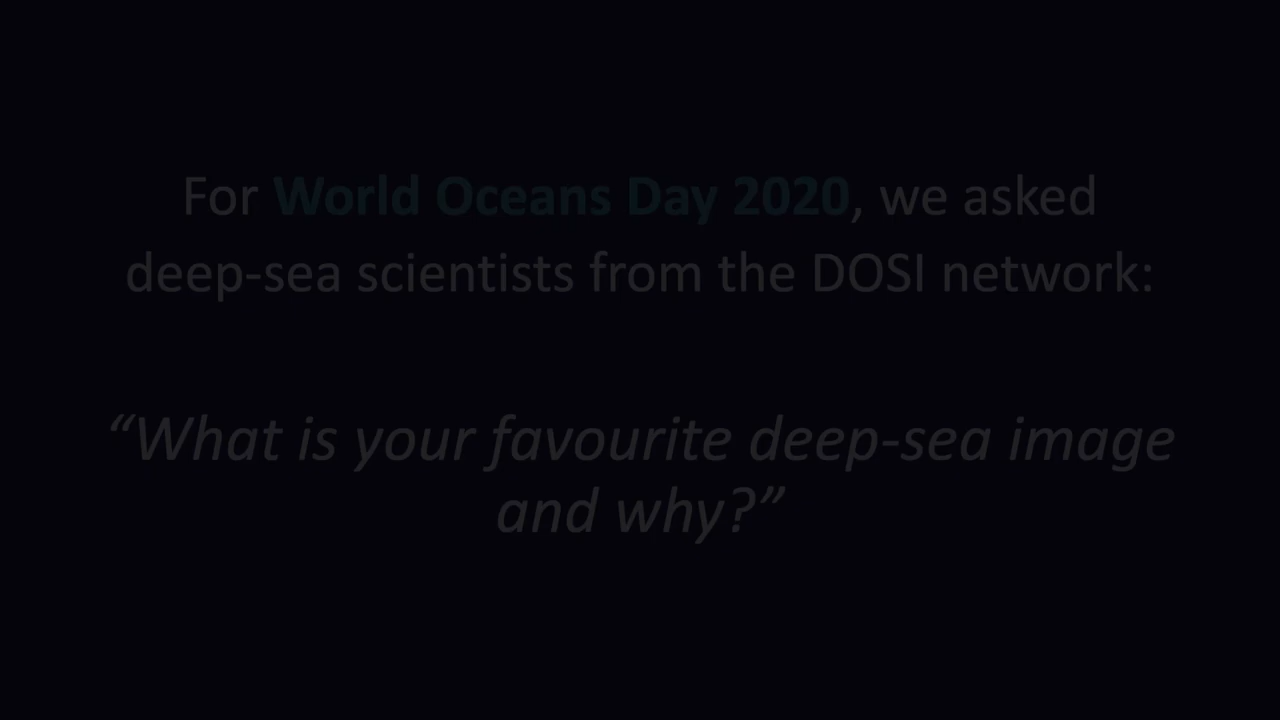 For World Oceans Day 2020, we asked
deep-sea scientists from the DOSI network:
“What is your favourite deep-sea image
and why?”